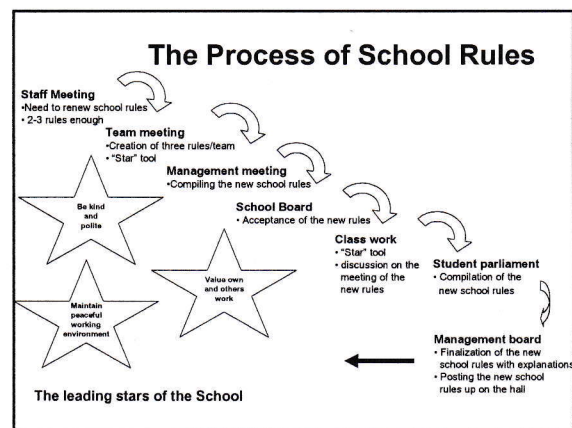 The Process of School Rules
Staff Meeting
•Need to renew school rules
• 2-3 rules enough
Team meeting
•Creation of three rules/team
• "Star" tool
Management meeting
•Compiling the new school rules
School Board
• Acceptance of the new rules
Class work
• "Star" tool
• discussion on the
meeting of the
new rules
Student parliament
• Compilation of the
new school rules
Management board
• Finalization of the new
school rules with explanations
• Posting the new school
rules up on the hall
Be kind
and
polite
Value own
and others
work
Maintain
peaceful
working
environment
The leading stars of the School